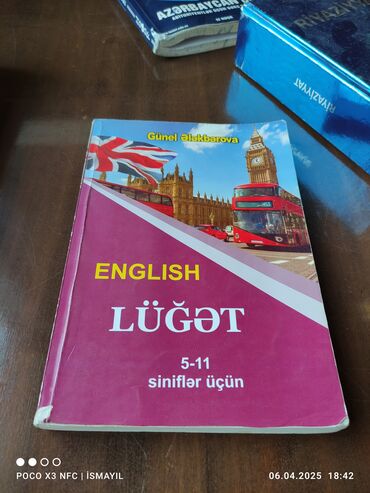 AZƏRBAYCAN
RİYAZİYYAT
Günel Ələkbərova
ENGLISH
LÜĞƏT
5-11
siniflər üçün
POCO X3 NFC | İSMAYIL
06.04.2025 18:42